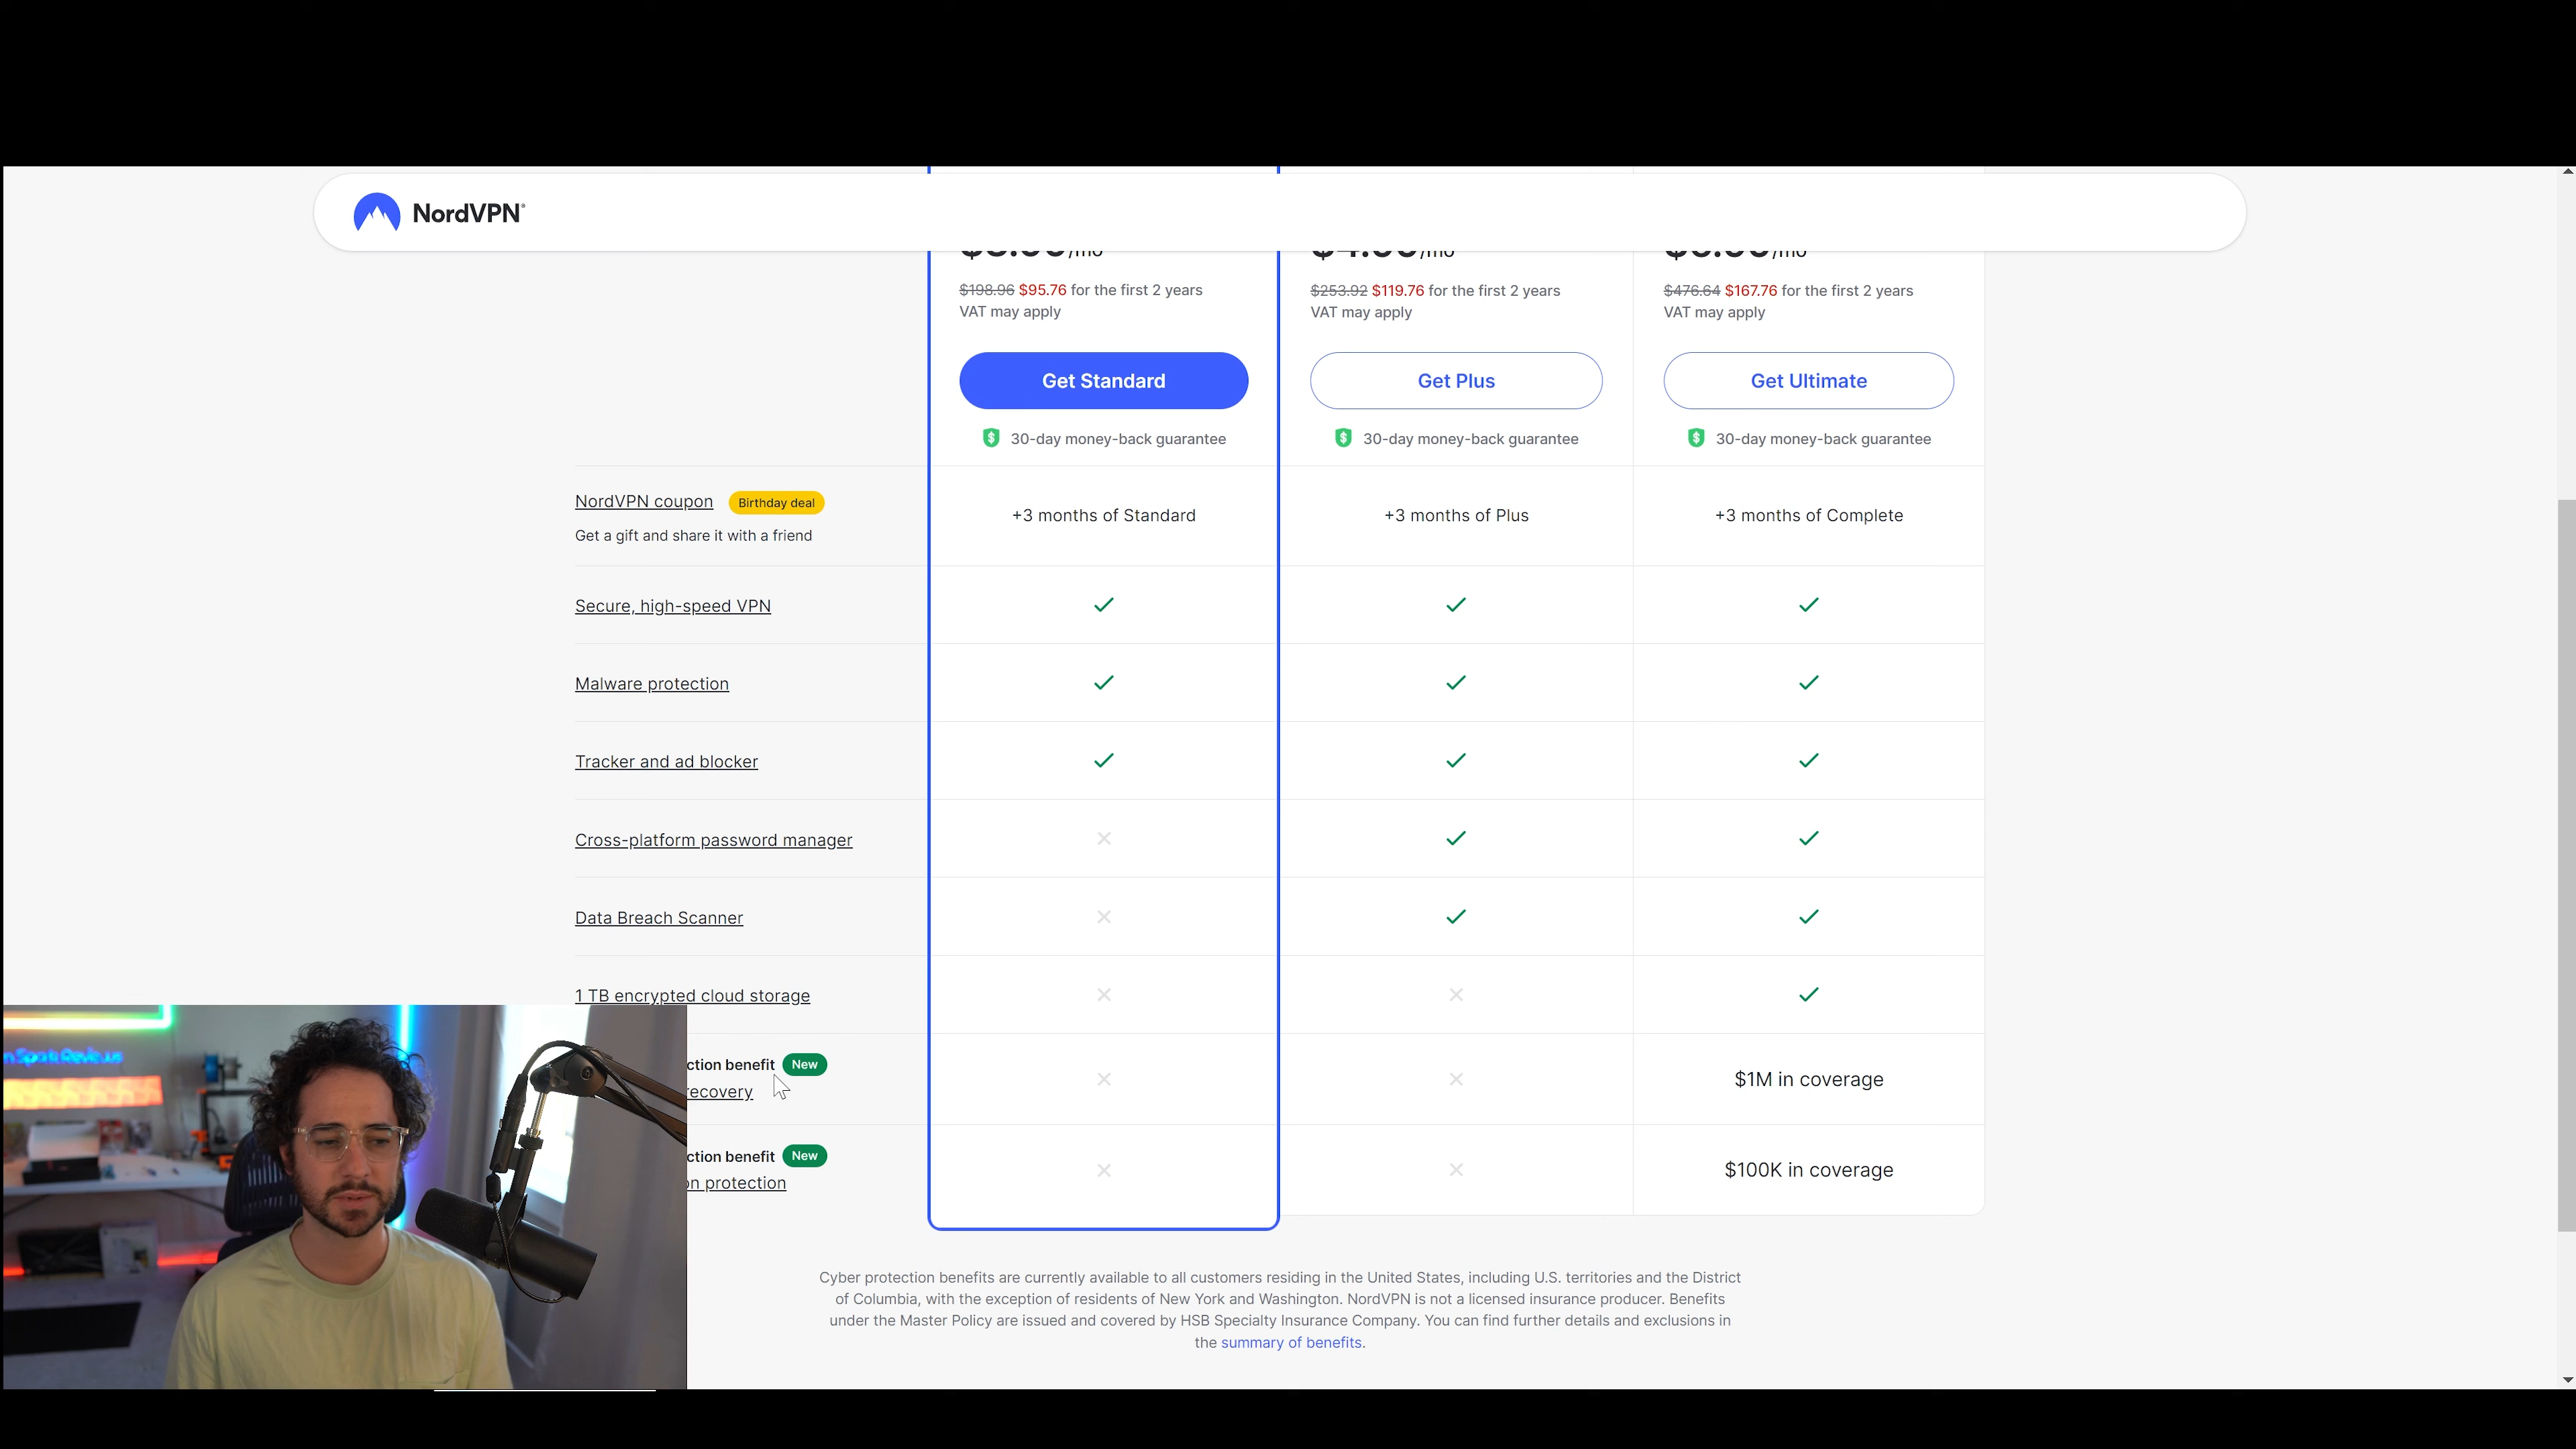 NordVPN®
/mo
/mo
/mo
$198.96 $95.76 for the first 2 years
VAT may apply
$253.92 $119.76 for the first 2 years
VAT may apply
$476.64 $167.76 for the first 2 years
VAT may apply
Get Standard
Get Plus
Get Ultimate
30-day money-back guarantee
30-day money-back guarantee
30-day money-back guarantee
NordVPN coupon Birthday deal
Get a gift and share it with a friend
+3 months of Standard
+3 months of Plus
+3 months of Complete
Secure, high-speed VPN
Malware protection
Tracker and ad blocker
Cross-platform password manager
Data Breach Scanner
1 TB encrypted cloud storage
ction benefit New
recovery
$1M in coverage
ction benefit New
on protection
$100K in coverage
Cyber protection benefits are currently available to all customers residing in the United States, including U.S. territories and the District
of Columbia, with the exception of residents of New York and Washington. NordVPN is not a licensed insurance producer. Benefits
under the Master Policy are issued and covered by HSB Specialty Insurance Company. You can find further details and exclusions in
the summary of benefits.